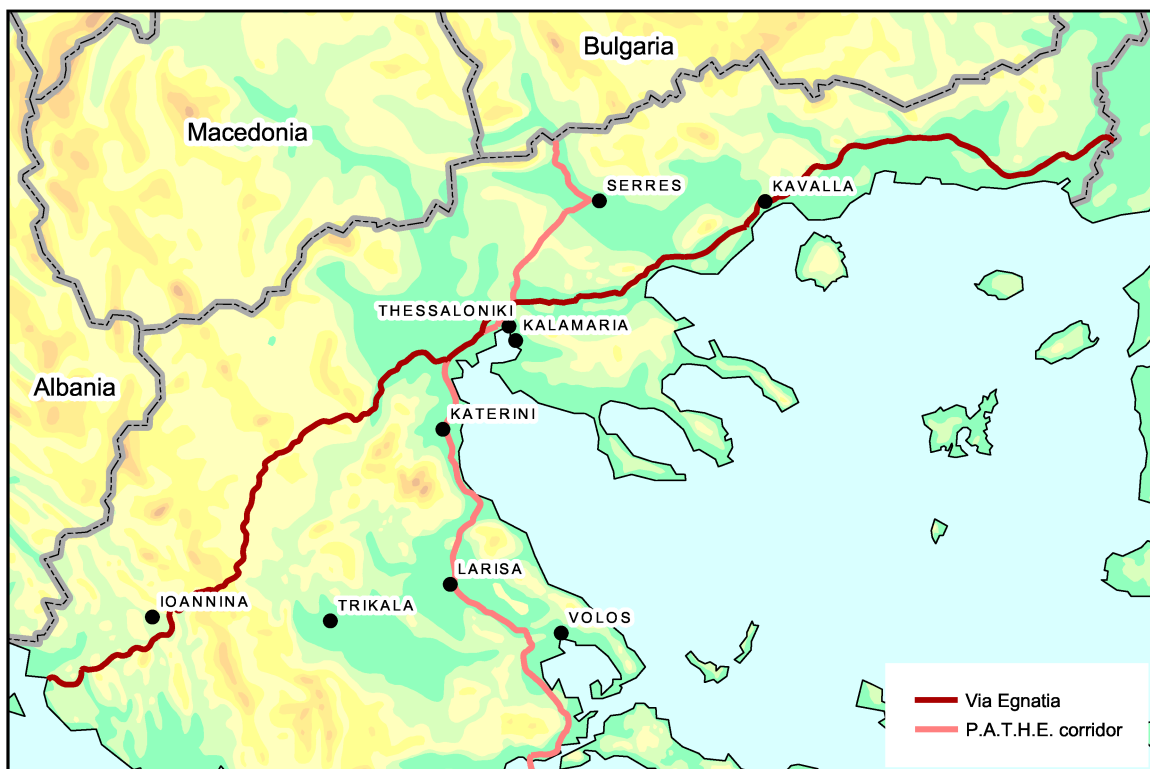 Bulgaria
Macedonia
SERRES
KAVALLA
THESSALONIKI
KALAMARIA
Albania
KATERINI
LARISA
IOANNINA
TRIKALA
VOLOS
Via Egnatia
P.A.T.H.E. corridor